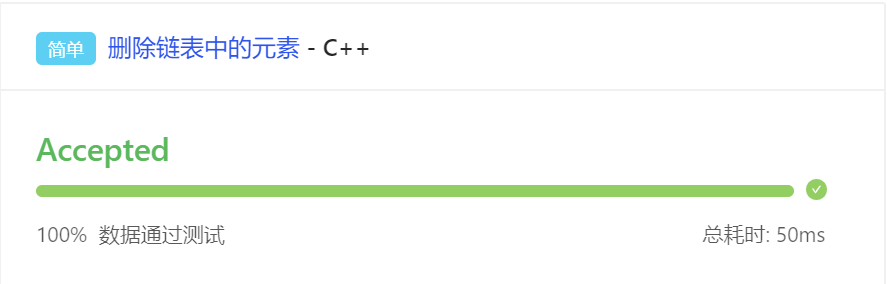 简单 删除链表中的元素 - C++
Accepted
100% 数据通过测试 总耗时: 50ms